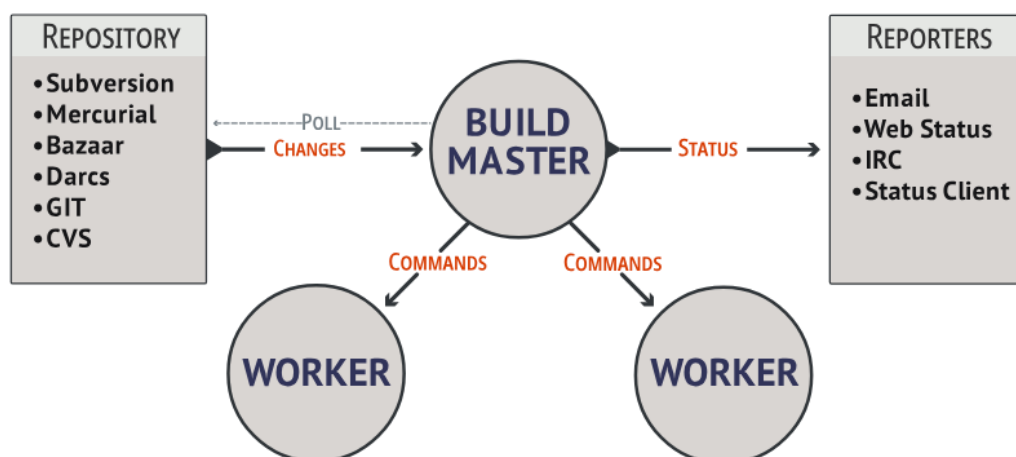 REPOSITORY
•Subversion
•Mercurial
•Bazaar
•Darcs
•GIT
•CVS
POLL
CHANGES
BUILD
MASTER
STATUS
REPORTERS
•Email
•Web Status
•IRC
•Status Client
COMMANDS
COMMANDS
WORKER
WORKER